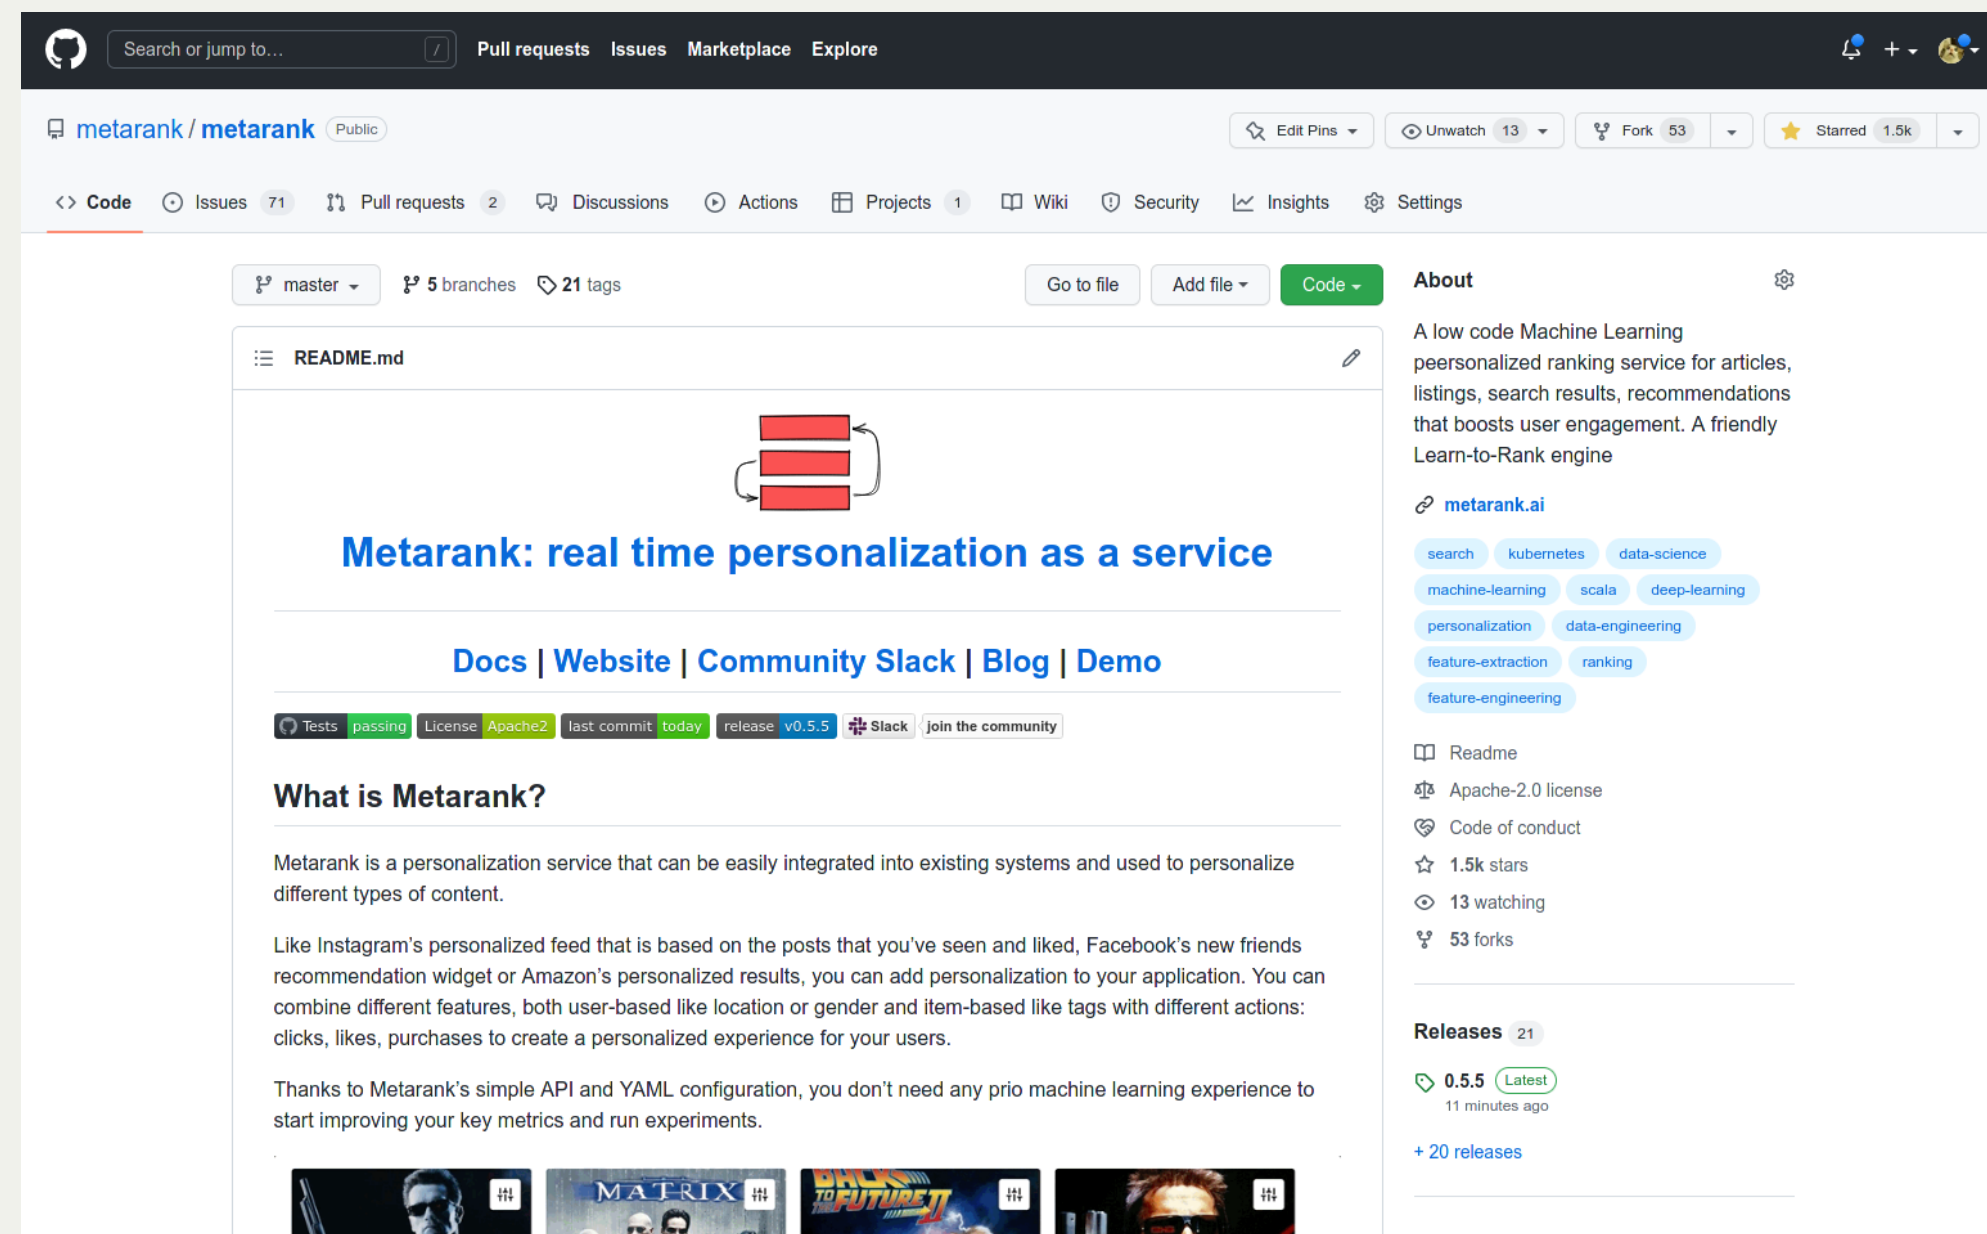 Search or jump to…
/
Pull requests
Issues
Marketplace
Explore
metarank / metarank
Public
Edit Pins
Unwatch 13
Fork 53
Starred 1.5k
Code
Issues 71
Pull requests 2
Discussions
Actions
Projects 1
Wiki
Security
Insights
Settings
master
5 branches
21 tags
Go to file
Add file
Code
README.md
Metarank: real time personalization as a service
Docs | Website | Community Slack | Blog | Demo
Tests passing
License Apache2
last commit today
release v0.5.5
Slack
join the community
What is Metarank?
Metarank is a personalization service that can be easily integrated into existing systems and used to personalize
different types of content.
Like Instagram’s personalized feed that is based on the posts that you’ve seen and liked, Facebook’s new friends
recommendation widget or Amazon’s personalized results, you can add personalization to your application. You can
combine different features, both user-based like location or gender and item-based like tags with different actions:
clicks, likes, purchases to create a personalized experience for your users.
Thanks to Metarank’s simple API and YAML configuration, you don’t need any prio machine learning experience to
start improving your key metrics and run experiments.
MATRIX
BACK TO THE FUTURE II
About
A low code Machine Learning
peersonalized ranking service for articles,
listings, search results, recommendations
that boosts user engagement. A friendly
Learn-to-Rank engine
metarank.ai
search
kubernetes
data-science
machine-learning
scala
deep-learning
personalization
data-engineering
feature-extraction
ranking
feature-engineering
Readme
Apache-2.0 license
Code of conduct
1.5k stars
13 watching
53 forks
Releases 21
0.5.5 Latest
11 minutes ago
+ 20 releases